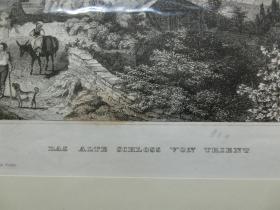 DAS ALTE SCHLOSS VON TRIENT